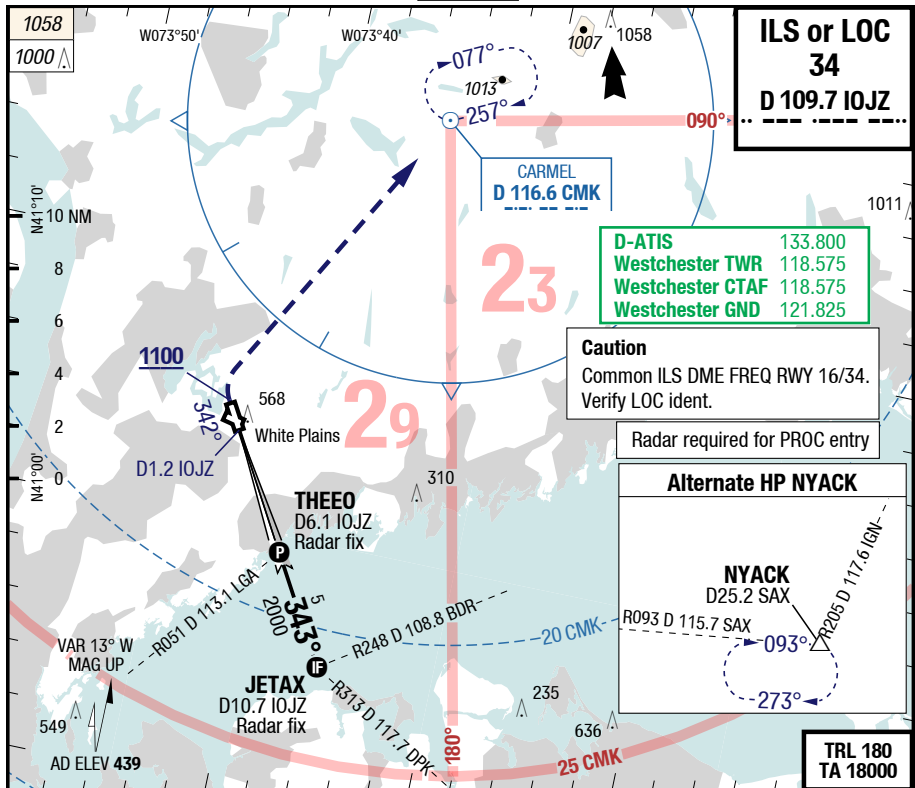 1058
1000
W073°50'
W073°40'
077°
1013
257°
1007
1058
ILS or LOC
34
D 109.7 IOJZ
090°
CARMEL
D 116.6 CMK
1011
N41°10'
10 NM
8
6
4
2
0
N41°00'
23
D-ATIS 133.800
Westchester TWR 118.575
Westchester CTAF 118.575
Westchester GND 121.825
Caution
Common ILS DME FREQ RWY 16/34.
Verify LOC ident.
Radar required for PROC entry
1100
342°
568
White Plains
D1.2 IOJZ
29
310
THEEO
D6.1 IOJZ
Radar fix
P
R051 D 113.1 LGA
5
343°
2000
R248 D 108.8 BDR
20 CMK
IF
JETAX
D10.7 IOJZ
Radar fix
R313 D 117.7 DPK
VAR 13° W
MAG UP
549
AD ELEV 439
180°
235
636
25 CMK
Alternate HP NYACK
NYACK
D25.2 SAX
R205 D 117.6 IGN
R093 D 115.7 SAX
093°
273°
TRL 180
TA 18000